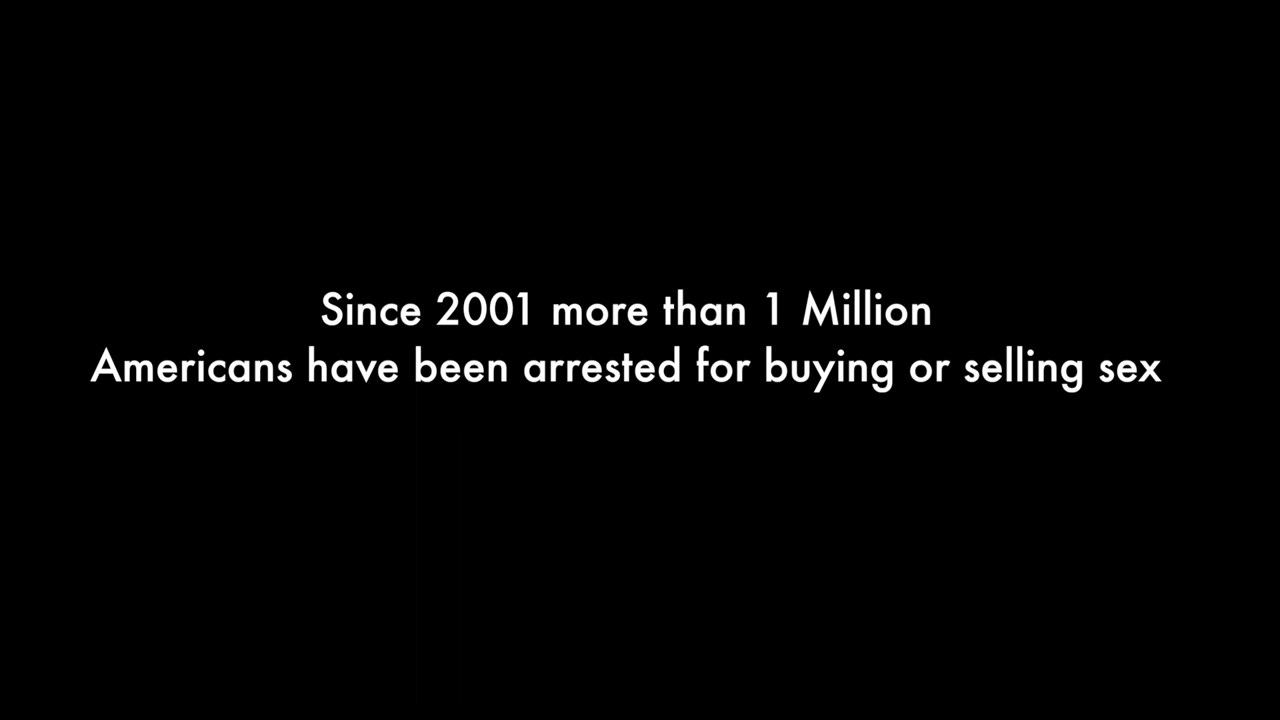 Since 2001 more than 1 Million
Americans have been arrested for buying or selling sex